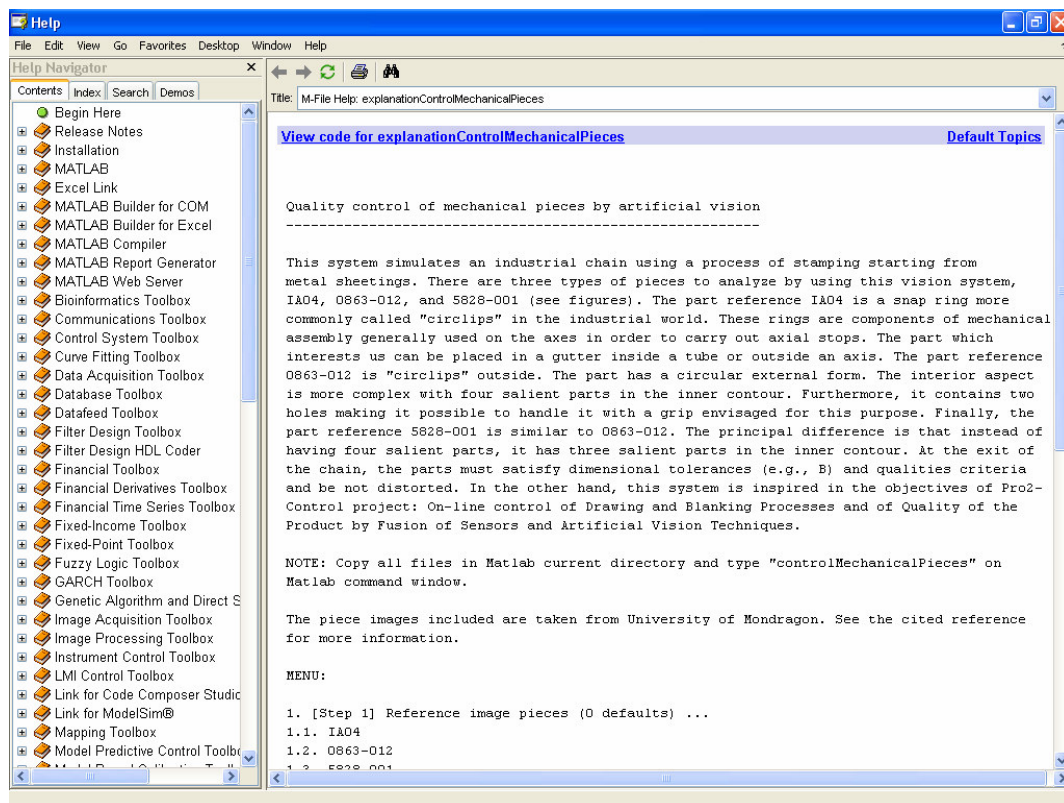 Help
File Edit View Go Favorites Desktop Window Help
Help Navigator
Contents Index Search Demos
Begin Here
Release Notes
Installation
MATLAB
Excel Link
MATLAB Builder for COM
MATLAB Builder for Excel
MATLAB Compiler
MATLAB Report Generator
MATLAB Web Server
Bioinformatics Toolbox
Communications Toolbox
Control System Toolbox
Curve Fitting Toolbox
Data Acquisition Toolbox
Database Toolbox
Datafeed Toolbox
Filter Design Toolbox
Filter Design HDL Coder
Financial Toolbox
Financial Derivatives Toolbox
Financial Time Series Toolbox
Fixed-Income Toolbox
Fixed-Point Toolbox
Fuzzy Logic Toolbox
GARCH Toolbox
Genetic Algorithm and Direct S
Image Acquisition Toolbox
Image Processing Toolbox
Instrument Control Toolbox
LMI Control Toolbox
Link for Code Composer Studio
Link for ModelSim®
Mapping Toolbox
Model Predictive Control Toolbo
Title: M-File Help: explanationControlMechanicalPieces
View code for explanationControlMechanicalPieces Default Topics
Quality control of mechanical pieces by artificial vision
---------------------------------------------------------
This system simulates an industrial chain using a process of stamping starting from
metal sheetings. There are three types of pieces to analyze by using this vision system,
IA04, 0863-012, and 5828-001 (see figures). The part reference IA04 is a snap ring more
commonly called "circlips" in the industrial world. These rings are components of mechanical
assembly generally used on the axes in order to carry out axial stops. The part which
interests us can be placed in a gutter inside a tube or outside an axis. The part reference
0863-012 is "circlips" outside. The part has a circular external form. The interior aspect
is more complex with four salient parts in the inner contour. Furthermore, it contains two
holes making it possible to handle it with a grip envisaged for this purpose. Finally, the
part reference 5828-001 is similar to 0863-012. The principal difference is that instead of
having four salient parts, it has three salient parts in the inner contour. At the exit of
the chain, the parts must satisfy dimensional tolerances (e.g., B) and qualities criteria
and be not distorted. In the other hand, this system is inspired in the objectives of Pro2-
Control project: On-line control of Drawing and Blanking Processes and of Quality of the
Product by Fusion of Sensors and Artificial Vision Techniques.
NOTE: Copy all files in Matlab current directory and type "controlMechanicalPieces" on
Matlab command window.
The piece images included are taken from University of Mondragon. See the cited reference
for more information.
MENU:
1. [Step 1] Reference image pieces (0 defaults) ...
1.1. IA04
1.2. 0863-012
1.3. 5828-001